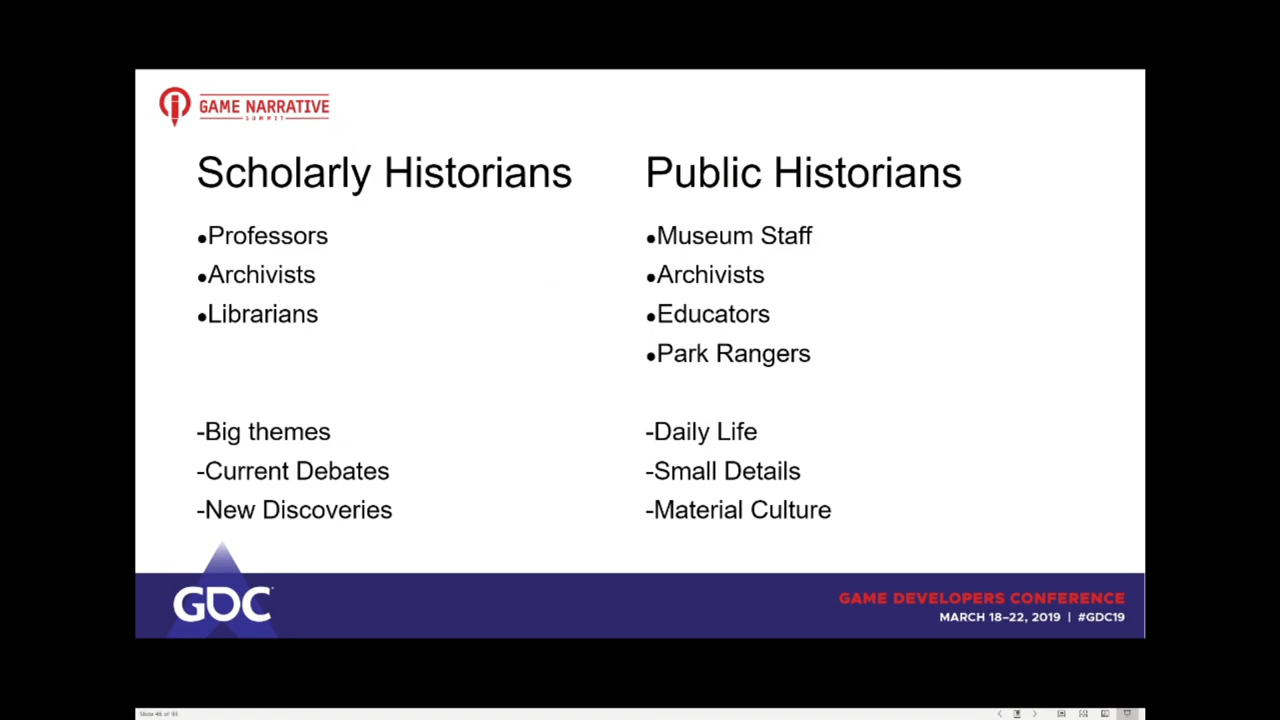 GAME NARRATIVE
SUMMIT
Scholarly Historians
●Professors
●Archivists
●Librarians
-Big themes
-Current Debates
-New Discoveries
Public Historians
●Museum Staff
●Archivists
●Educators
●Park Rangers
-Daily Life
-Small Details
-Material Culture
GDC
GAME DEVELOPERS CONFERENCE
MARCH 18–22, 2019 | #GDC19